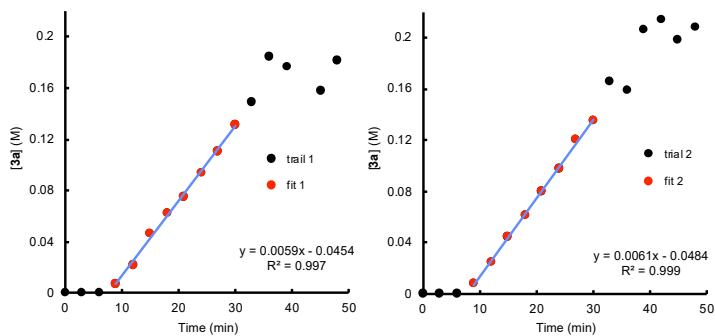 0.2
0.16
0.12
0.08
0.04
0
[3a] (M)
trail 1
fit 1
y = 0.0059x - 0.0454
R² = 0.997
0 10 20 30 40 50
Time (min)
0.2
0.16
0.12
0.08
0.04
0
[3a] (M)
trial 2
fit 2
y = 0.0061x - 0.0484
R² = 0.999
0 10 20 30 40 50
Time (min)